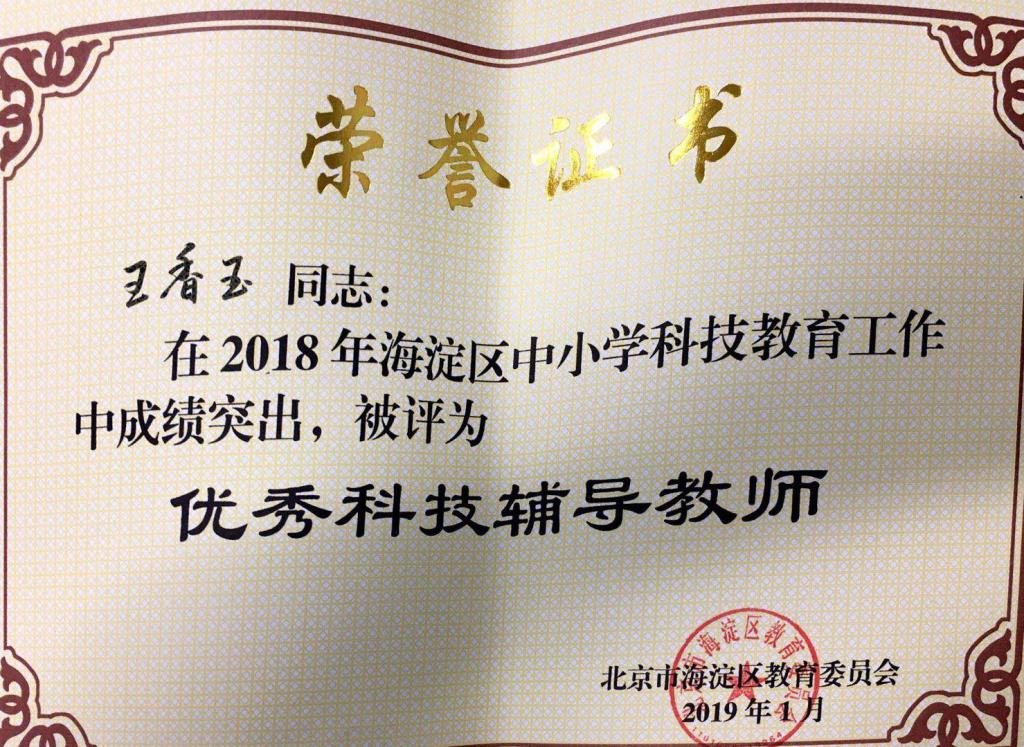 荣誉证书
王香玉 同志：
在2018年海淀区中小学科技教育工作
中成绩突出，被评为
优秀科技辅导教师
北京市海淀区教育委员会
2019年1月